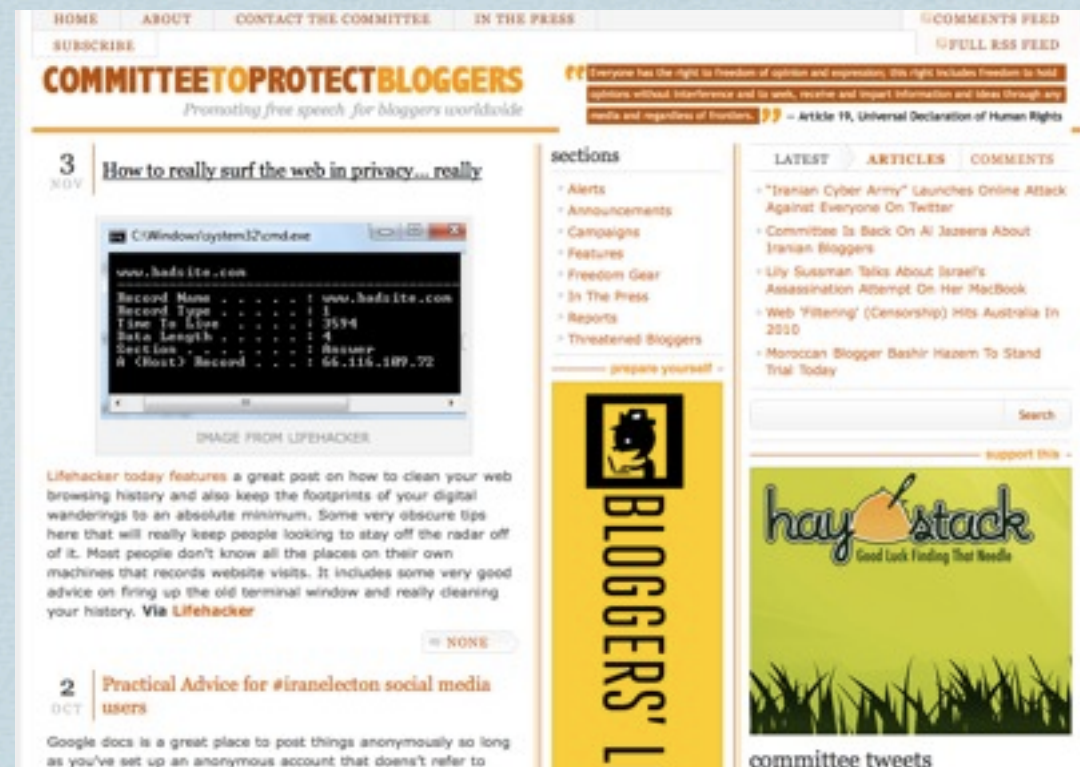 HOME ABOUT CONTACT THE COMMITTEE IN THE PRESS
COMMENTS FEED
SUBSCRIBE
FULL RSS FEED
COMMITTEETOPROTECTBLOGGERS
Promoting free speech for bloggers worldwide
Everyone has the right to freedom of opinion and expression; this right includes freedom to hold
opinions without interference and to seek, receive and impart information and ideas through any
media and regardless of frontiers. — Article 19, Universal Declaration of Human Rights
3
NOV
How to really surf the web in privacy... really
C:\Windows\system32\cmd.exe
www.badsite.com
Record Name . . . . . : www.badsite.com
Record Type . . . . . : 1
Time To Live . . . . : 3594
Data Length . . . . . : 4
Section . . . . . . . : Answer
A (Host) Record . . . : 66.116.109.72
IMAGE FROM LIFEHACKER
Lifehacker today features a great post on how to clean your web
browsing history and also keep the footprints of your digital
wanderings to an absolute minimum. Some very obscure tips
here that will really keep people looking to stay off the radar off
of it. Most people don't know all the places on their own
machines that records website visits. It includes some very good
advice on firing up the old terminal window and really cleaning
your history. Via Lifehacker
NONE
2
OCT
Practical Advice for #iranelecton social media
users
Google docs is a great place to post things anonymously so long
as you've set up an anonymous account that doens't refer to
sections
Alerts
Announcements
Campaigns
Features
Freedom Gear
In The Press
Reports
Threatened Bloggers
prepare yourself
BLOGGERS' L
LATEST ARTICLES COMMENTS
"Iranian Cyber Army" Launches Online Attack
Against Everyone On Twitter
Committee Is Back On Al Jazeera About
Iranian Bloggers
Lily Sussman Talks About Israel's
Assassination Attempt On Her MacBook
Web 'Filtering' (Censorship) Hits Australia In
2010
Moroccan Blogger Bashir Hazem To Stand
Trial Today
Search
support this
haystack
Good Luck Finding That Needle
committee tweets